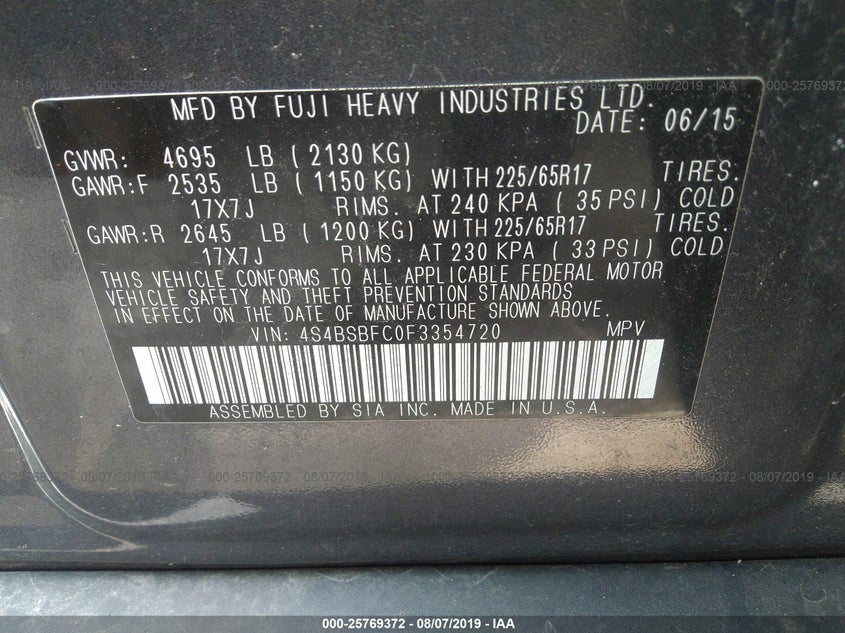 MFD BY FUJI HEAVY INDUSTRIES LTD.
DATE: 06/15
GVWR: 4695 LB ( 2130 KG)
GAWR:F 2535 LB ( 1150 KG) WITH 225/65R17 TIRES.
17X7J RIMS. AT 240 KPA ( 35 PSI) COLD
GAWR:R 2645 LB ( 1200 KG) WITH 225/65R17 TIRES.
17X7J RIMS. AT 230 KPA ( 33 PSI) COLD
THIS VEHICLE CONFORMS TO ALL APPLICABLE FEDERAL MOTOR
VEHICLE SAFETY AND THEFT PREVENTION STANDARDS
IN EFFECT ON THE DATE OF MANUFACTURE SHOWN ABOVE.
VIN: 4S4BSBFC0F3354720 MPV
ASSEMBLED BY SIA INC. MADE IN U.S.A.
000-25769372 - 08/07/2019 - IAA